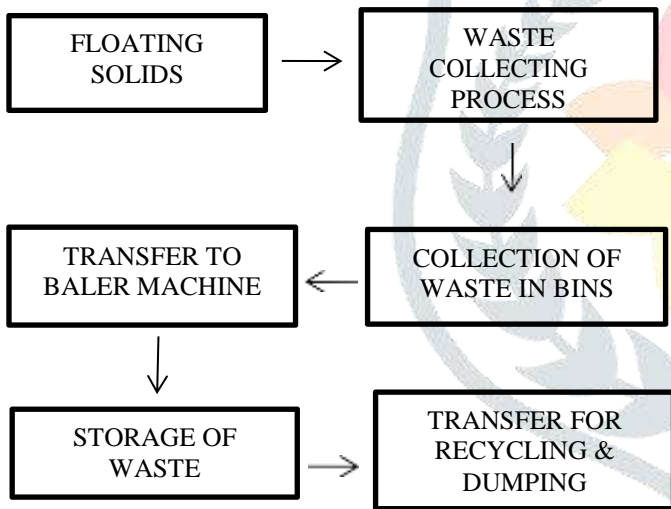 FLOATING
SOLIDS
WASTE
COLLECTING
PROCESS
COLLECTION OF
WASTE IN BINS
TRANSFER TO
BALER MACHINE
STORAGE OF
WASTE
TRANSFER FOR
RECYCLING &
DUMPING